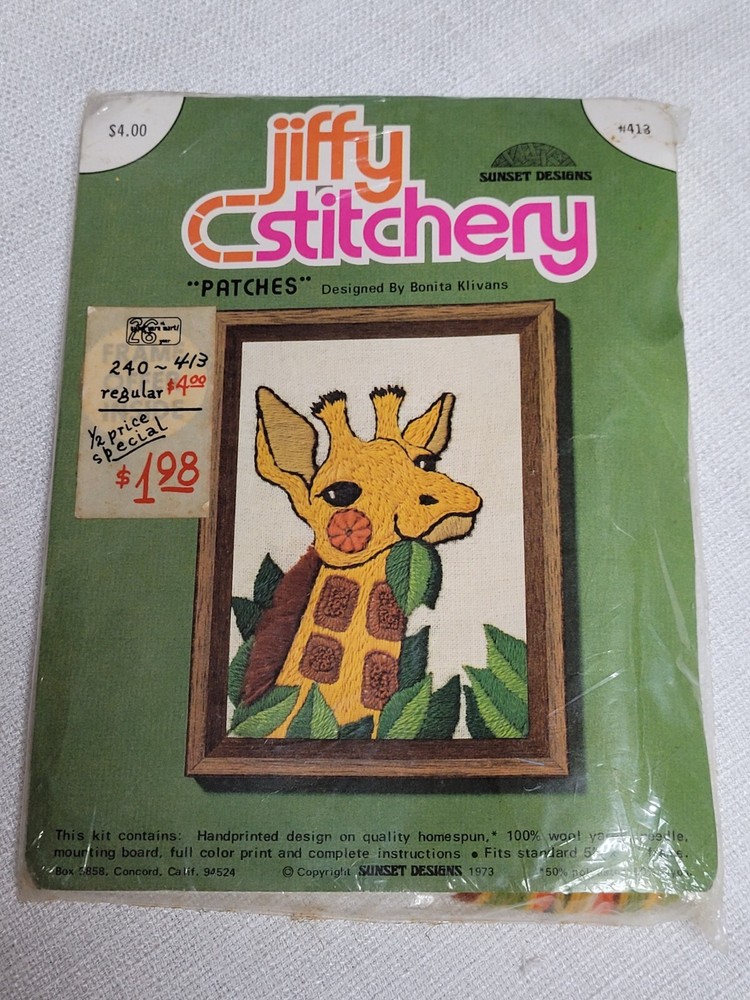 $4.00
#413
jiffy
stitchery
SUNSET DESIGNS
"PATCHES" Designed By Bonita Klivans
26
240~413
regular $4.00
1/2 price
special
$1.98
This kit contains: Handprinted design on quality homespun,* 100% wool needle,
mounting board, full color print and complete instructions • Fits standard
Box 5858, Concord, Calif. 94524 © Copyright SUNSET DESIGNS 1973 *50%